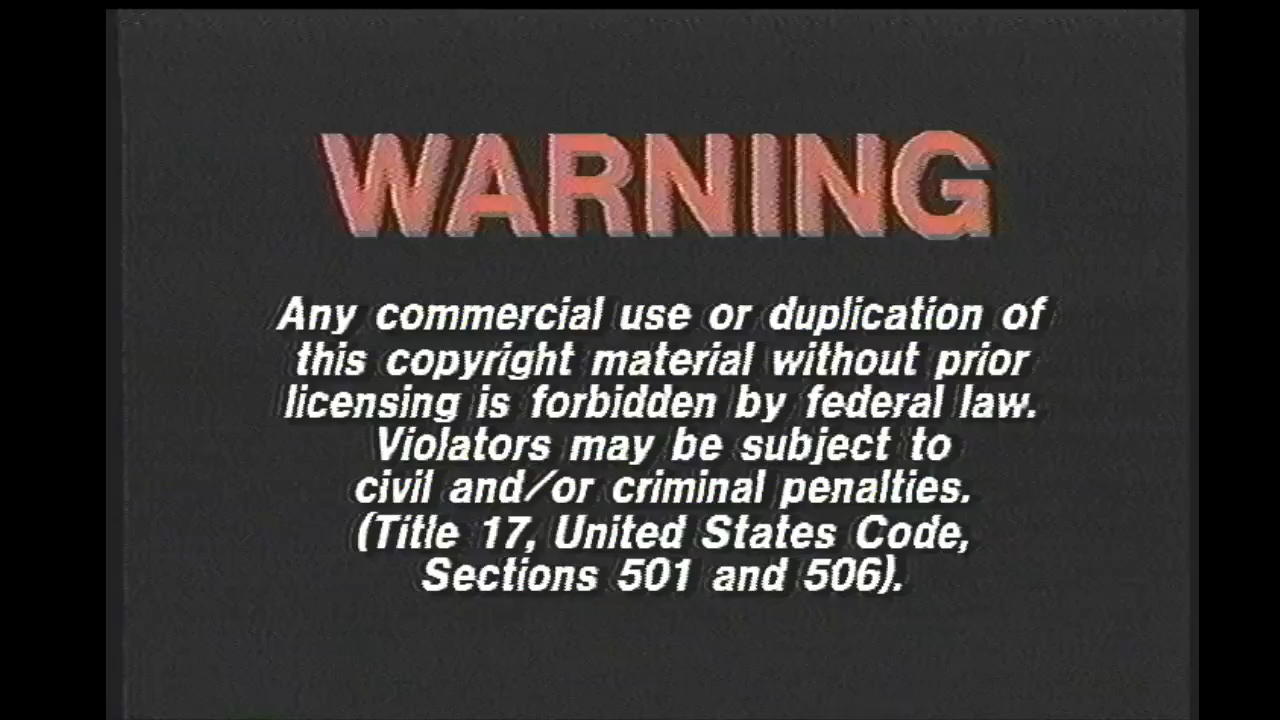 WARNING
Any commercial use or duplication of
this copyright material without prior
licensing is forbidden by federal law.
Violators may be subject to
civil and/or criminal penalties.
(Title 17, United States Code,
Sections 501 and 506).